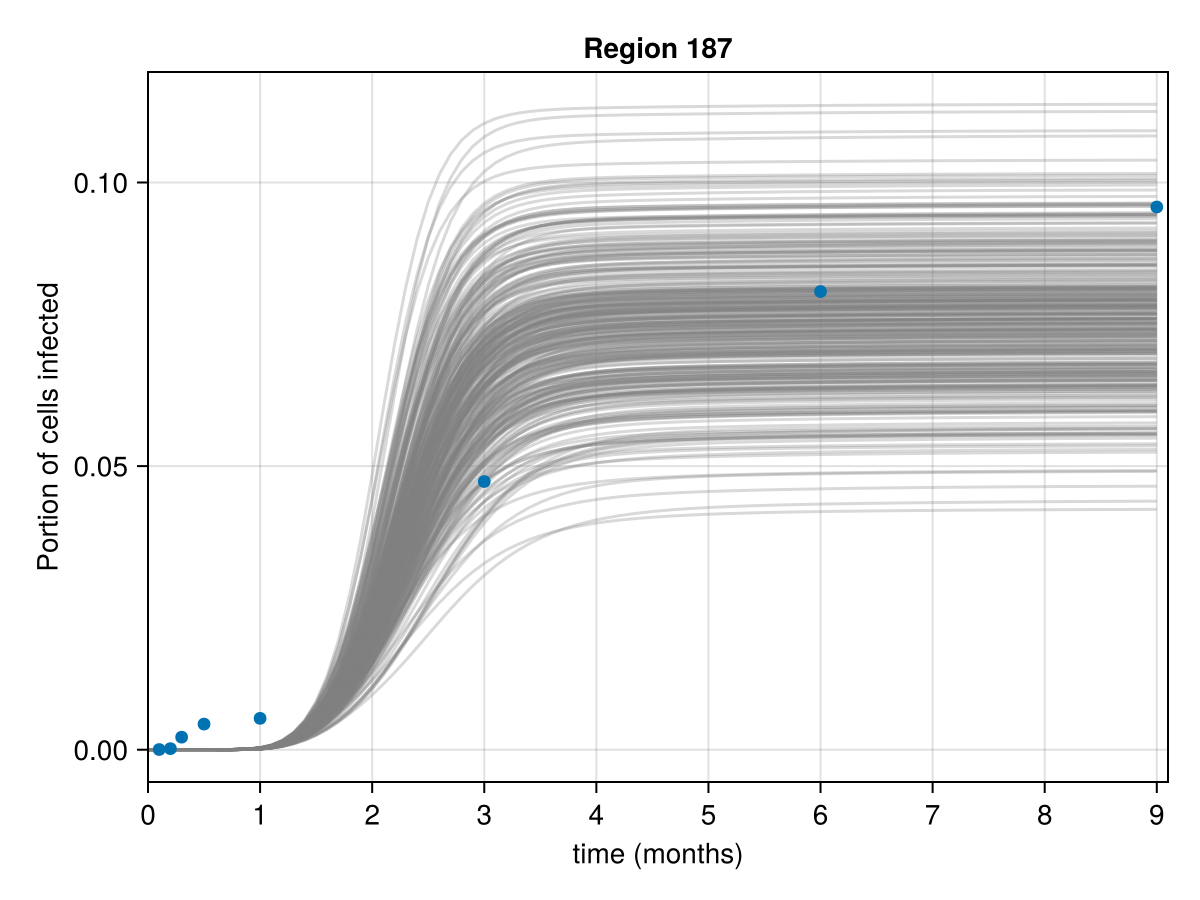 Region 187
Portion of cells infected
0.10
0.05
0.00
0 1 2 3 4 5 6 7 8 9
time (months)